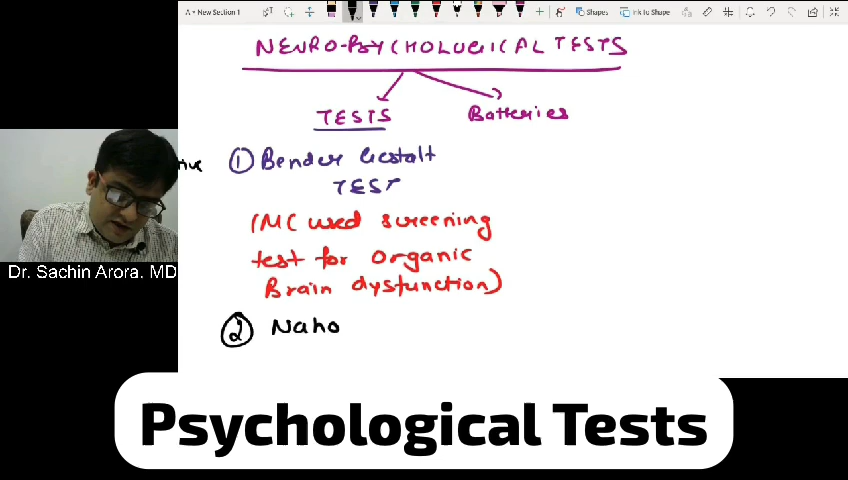 A • New Section 1
Shapes
Ink to Shape
NEURO-PSYCHOLOGICAL TESTS
TESTS
Batteries
tive
① Bender Gestalt
TEST
(MC used screening
test for organic
Brain dysfunction)
② Naho
Dr. Sachin Arora. MD
Psychological Tests